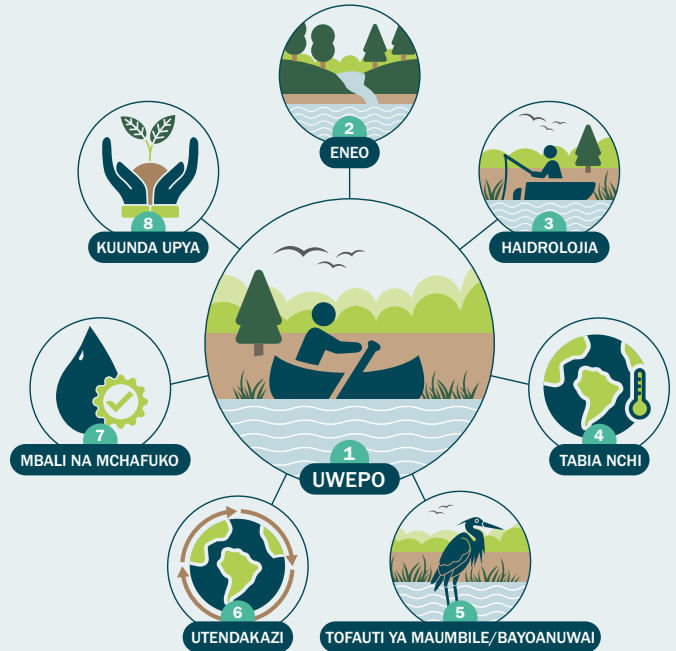 1
UWEPO
2
ENEO
3
HAIDROLOJIA
4
TABIA NCHI
5
TOFAUTI YA MAUMBILE/BAYOANUWAI
6
UTENDAKAZI
7
MBALI NA MCHAFUKO
8
KUUNDA UPYA